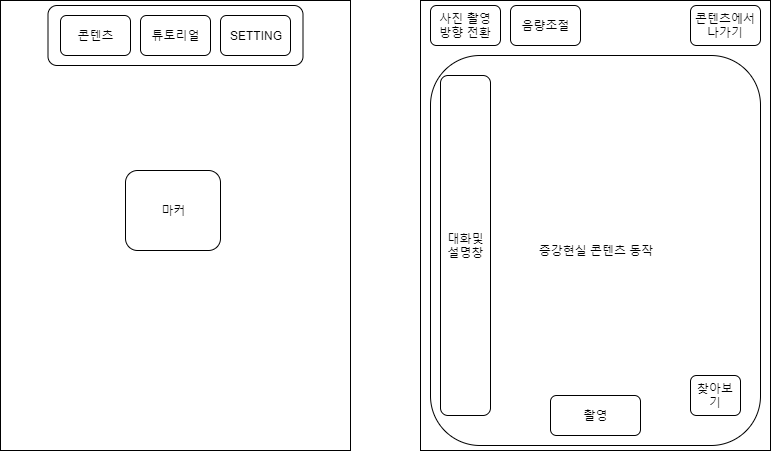 콘텐츠
튜토리얼
SETTING
마커
사진 촬영
방향 전환
음량조절
콘텐츠에서
나가기
대화및
설명창
증강현실 콘텐츠 동작
찾아보
기
촬영